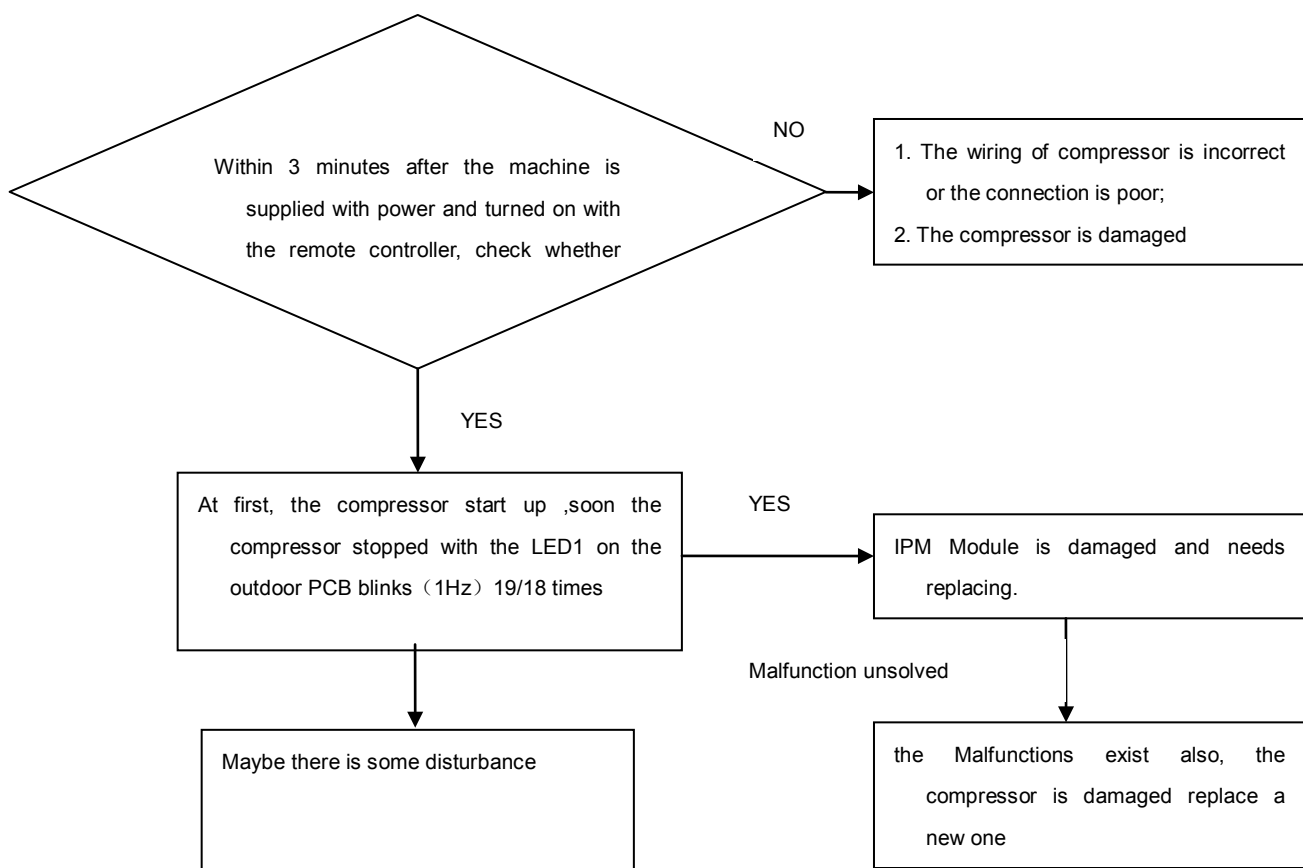 Within 3 minutes after the machine is
supplied with power and turned on with
the remote controller, check whether
NO
1. The wiring of compressor is incorrect
or the connection is poor;
2. The compressor is damaged
YES
At first, the compressor start up ,soon the
compressor stopped with the LED1 on the
outdoor PCB blinks（1Hz）19/18 times
YES
IPM Module is damaged and needs
replacing.
Malfunction unsolved
Maybe there is some disturbance
the Malfunctions exist also, the
compressor is damaged replace a
new one